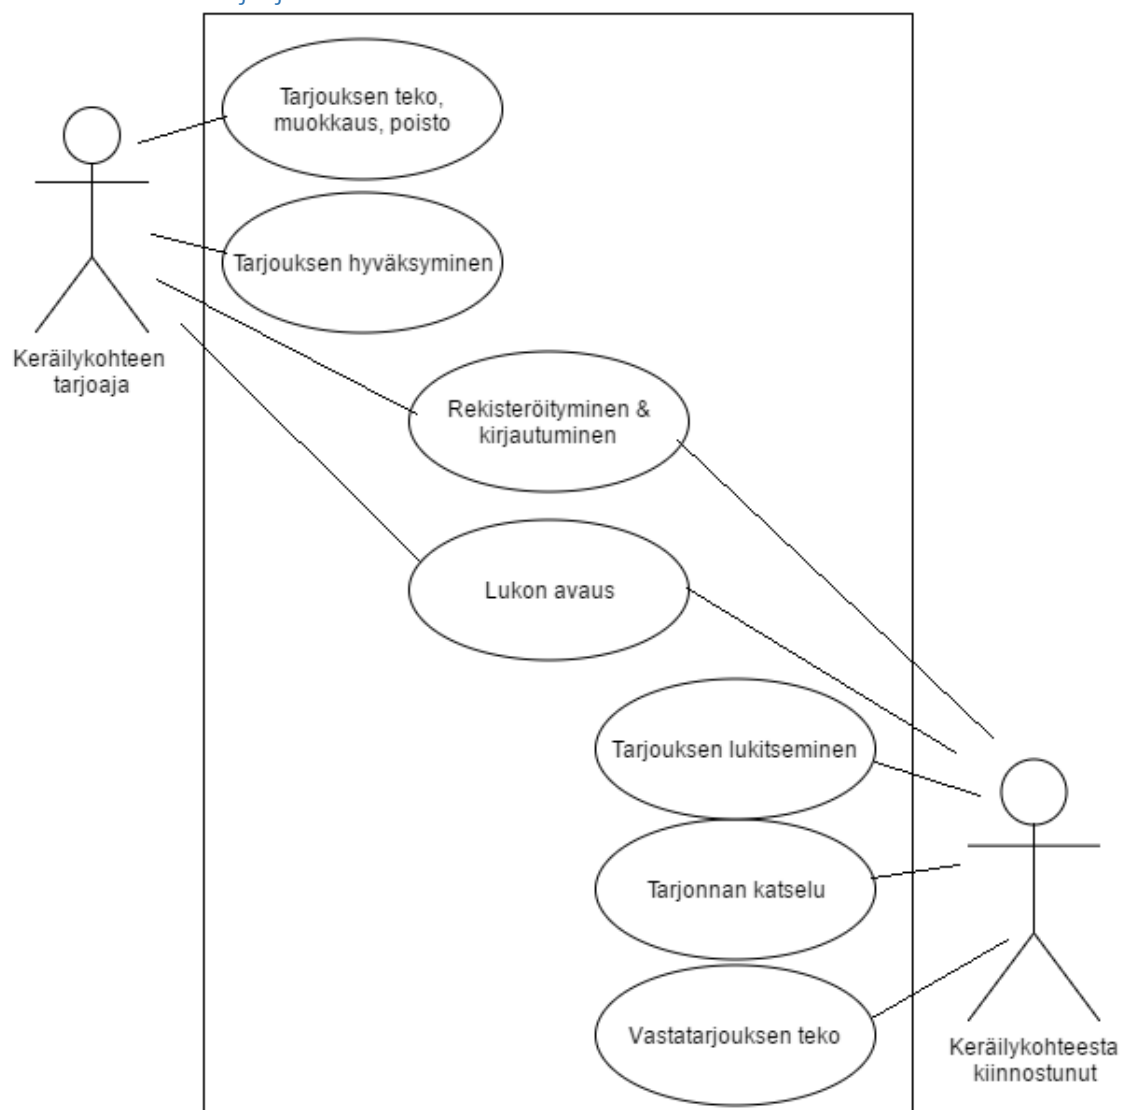 Tarjouksen teko,
muokkaus, poisto
Tarjouksen hyväksyminen
Keräilykohteen
tarjoaja
Rekisteröityminen &
kirjautuminen
Lukon avaus
Tarjouksen lukitseminen
Tarjonnan katselu
Vastatarjouksen teko
Keräilykohteesta
kiinnostunut